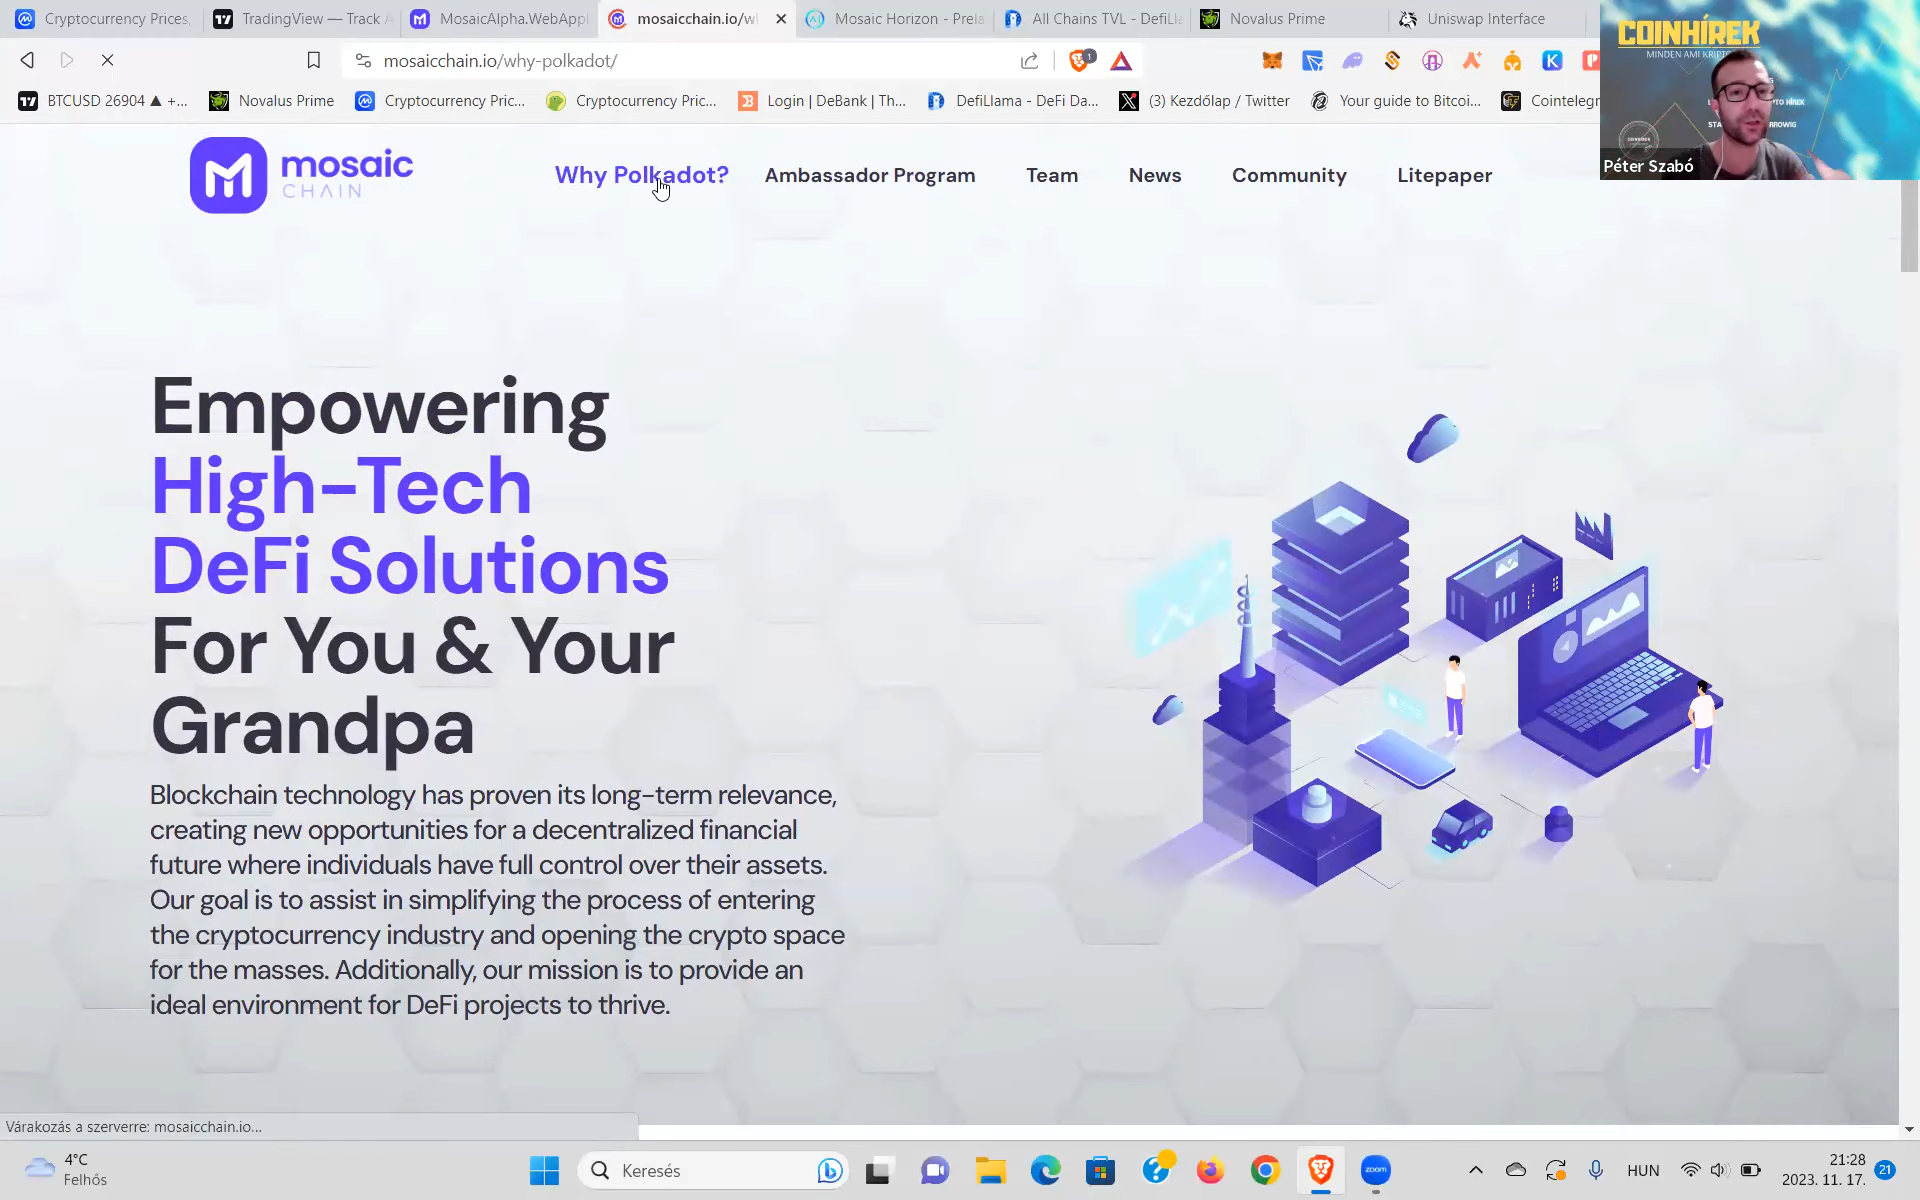 Cryptocurrency Prices,
TradingView — Track A
MosaicAlpha.WebApp
mosaicchain.io/wh
Mosaic Horizon - Prela
All Chains TVL - DefiLla
Novalus Prime
Uniswap Interface
mosaicchain.io/why-polkadot/
1
BTCUSD 26904 ▲ +...
Novalus Prime
Cryptocurrency Pric...
Cryptocurrency Pric...
Login | DeBank | Th...
DefiLlama - DeFi Da...
(3) Kezdőlap / Twitter
Your guide to Bitcoi...
Cointelegr
COINHÍREK
MINDEN AMI KRIPT
Péter Szabó
mosaic
CHAIN
Why Polkadot?
Ambassador Program
Team
News
Community
Litepaper
Empowering
High-Tech
DeFi Solutions
For You & Your
Grandpa
Blockchain technology has proven its long-term relevance,
creating new opportunities for a decentralized financial
future where individuals have full control over their assets.
Our goal is to assist in simplifying the process of entering
the cryptocurrency industry and opening the crypto space
for the masses. Additionally, our mission is to provide an
ideal environment for DeFi projects to thrive.
Várakozás a szerverre: mosaicchain.io...
4°C
Felhős
Keresés
zoom
HUN
21:28
2023. 11. 17.
21